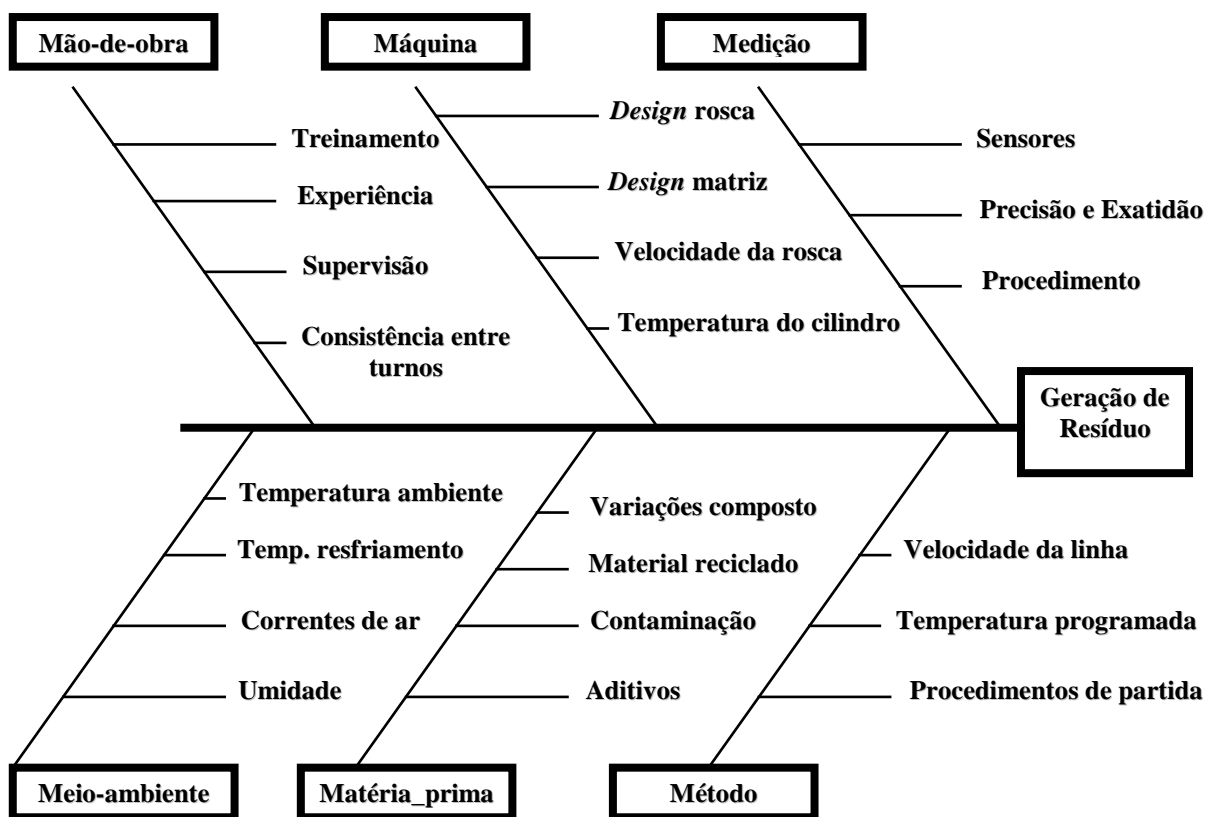 Mão-de-obra
Máquina
Medição
Treinamento
Experiência
Supervisão
Consistência entre
turnos
Design rosca
Design matriz
Velocidade da rosca
Temperatura do cilindro
Sensores
Precisão e Exatidão
Procedimento
Geração de
Resíduo
Temperatura ambiente
Temp. resfriamento
Correntes de ar
Umidade
Variações composto
Material reciclado
Contaminação
Aditivos
Velocidade da linha
Temperatura programada
Procedimentos de partida
Meio-ambiente
Matéria_prima
Método